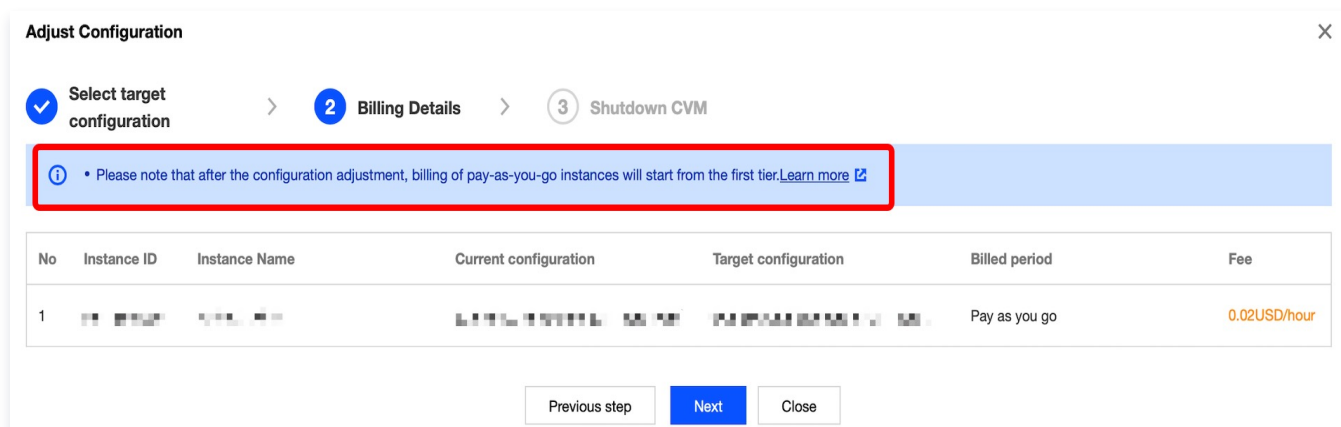 Adjust Configuration
Select target
configuration
2 Billing Details
3 Shutdown CVM
• Please note that after the configuration adjustment, billing of pay-as-you-go instances will start from the first tier.Learn more
No Instance ID Instance Name Current configuration Target configuration Billed period Fee
1 Pay as you go 0.02USD/hour
Previous step Next Close